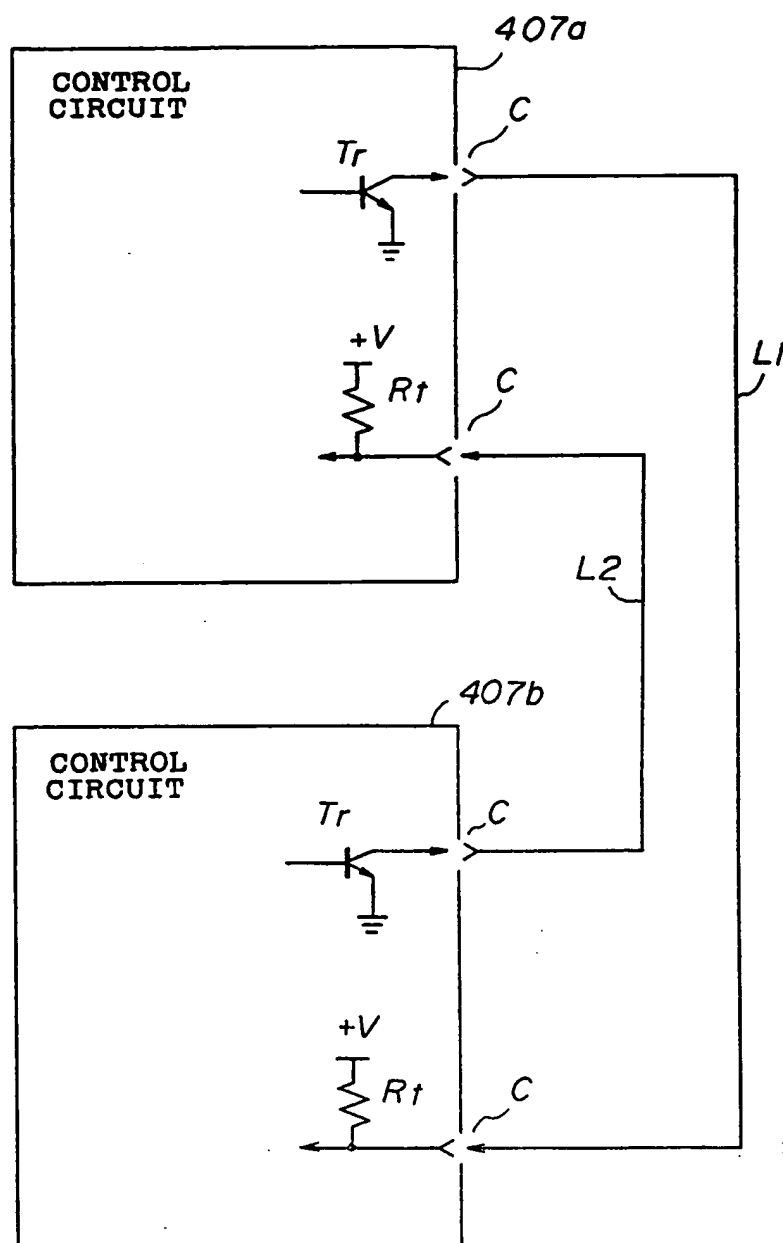 407a
CONTROL
CIRCUIT
C
Tr
+V
Rt
C
L1
L2
407b
CONTROL
CIRCUIT
Tr
C
+V
Rt
C